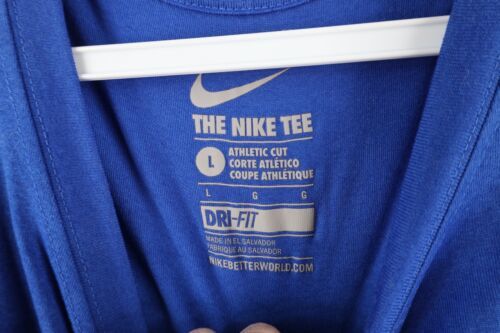 THE NIKE TEE
L
ATHLETIC CUT
CORTE ATLÉTICO
COUPE ATHLÉTIQUE
L G G
DRI-FIT
MADE IN EL SALVADOR
FABRIQUE AU SALVADOR
NIKEBETTERWORLD.COM